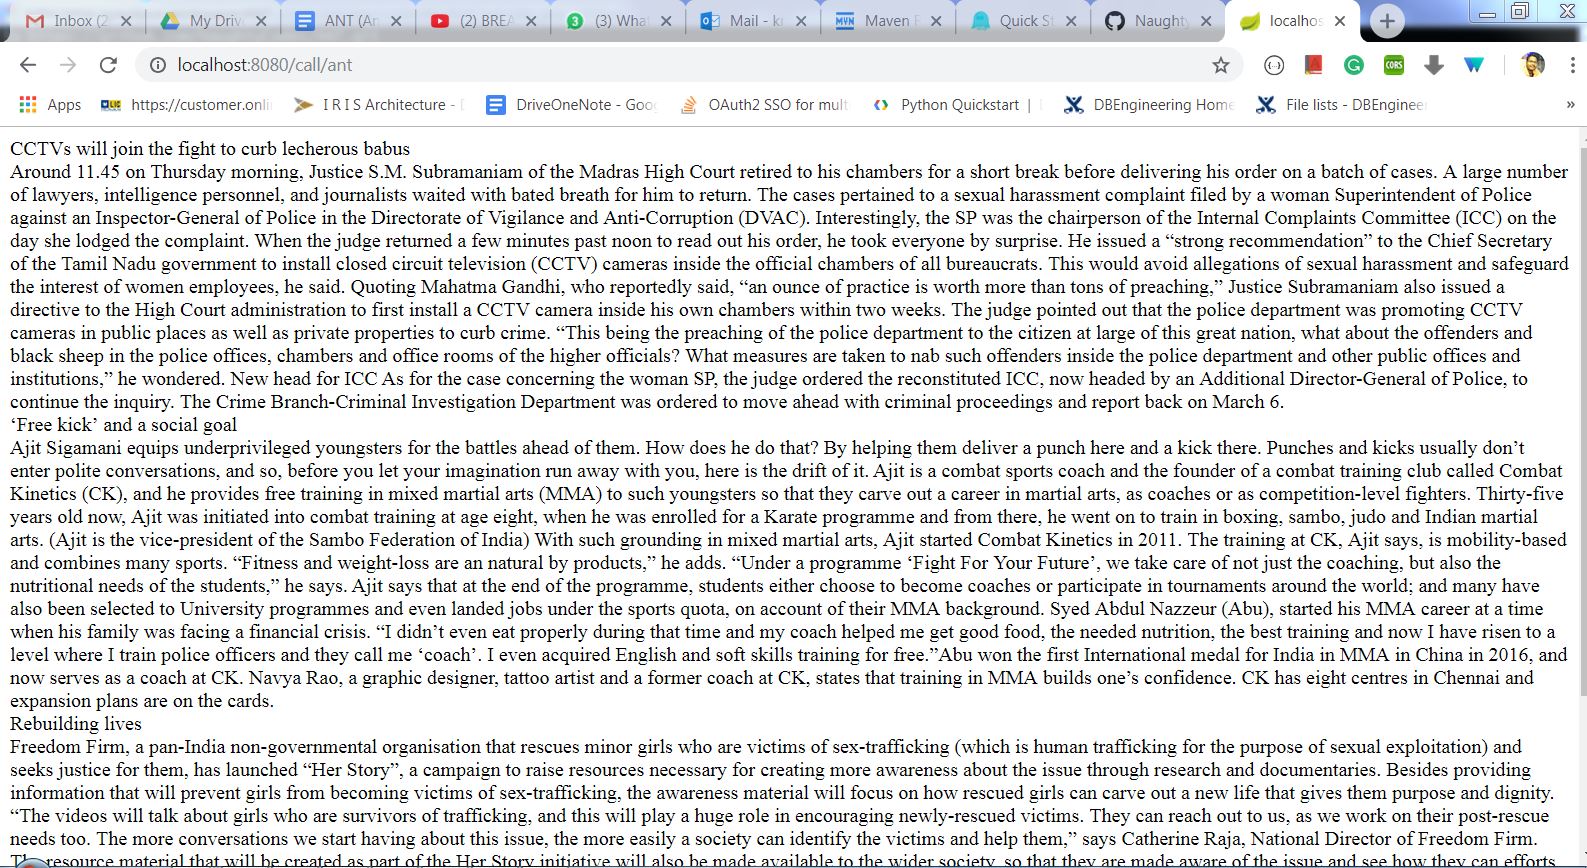 Inbox (2
My Driv
ANT (An
(2) BREA
(3) What
Mail - k
Maven
Quick St
Naughty
localhos
localhost:8080/call/ant
CORS
Apps
https://customer.onli
I R I S Architecture -
DriveOneNote - Goo
OAuth2 SSO for mult
Python Quickstart |
DBEngineering Home
File lists - DBEnginee
»
CCTVs will join the fight to curb lecherous babus
Around 11.45 on Thursday morning, Justice S.M. Subramaniam of the Madras High Court retired to his chambers for a short break before delivering his order on a batch of cases. A large number
of lawyers, intelligence personnel, and journalists waited with bated breath for him to return. The cases pertained to a sexual harassment complaint filed by a woman Superintendent of Police
against an Inspector-General of Police in the Directorate of Vigilance and Anti-Corruption (DVAC). Interestingly, the SP was the chairperson of the Internal Complaints Committee (ICC) on the
day she lodged the complaint. When the judge returned a few minutes past noon to read out his order, he took everyone by surprise. He issued a “strong recommendation” to the Chief Secretary
of the Tamil Nadu government to install closed circuit television (CCTV) cameras inside the official chambers of all bureaucrats. This would avoid allegations of sexual harassment and safeguard
the interest of women employees, he said. Quoting Mahatma Gandhi, who reportedly said, “an ounce of practice is worth more than tons of preaching,” Justice Subramaniam also issued a
directive to the High Court administration to first install a CCTV camera inside his own chambers within two weeks. The judge pointed out that the police department was promoting CCTV
cameras in public places as well as private properties to curb crime. “This being the preaching of the police department to the citizen at large of this great nation, what about the offenders and
black sheep in the police offices, chambers and office rooms of the higher officials? What measures are taken to nab such offenders inside the police department and other public offices and
institutions,” he wondered. New head for ICC As for the case concerning the woman SP, the judge ordered the reconstituted ICC, now headed by an Additional Director-General of Police, to
continue the inquiry. The Crime Branch-Criminal Investigation Department was ordered to move ahead with criminal proceedings and report back on March 6.
‘Free kick’ and a social goal
Ajit Sigamani equips underprivileged youngsters for the battles ahead of them. How does he do that? By helping them deliver a punch here and a kick there. Punches and kicks usually don’t
enter polite conversations, and so, before you let your imagination run away with you, here is the drift of it. Ajit is a combat sports coach and the founder of a combat training club called Combat
Kinetics (CK), and he provides free training in mixed martial arts (MMA) to such youngsters so that they carve out a career in martial arts, as coaches or as competition-level fighters. Thirty-five
years old now, Ajit was initiated into combat training at age eight, when he was enrolled for a Karate programme and from there, he went on to train in boxing, sambo, judo and Indian martial
arts. (Ajit is the vice-president of the Sambo Federation of India) With such grounding in mixed martial arts, Ajit started Combat Kinetics in 2011. The training at CK, Ajit says, is mobility-based
and combines many sports. “Fitness and weight-loss are an natural by products,” he adds. “Under a programme ‘Fight For Your Future’, we take care of not just the coaching, but also the
nutritional needs of the students,” he says. Ajit says that at the end of the programme, students either choose to become coaches or participate in tournaments around the world; and many have
also been selected to University programmes and even landed jobs under the sports quota, on account of their MMA background. Syed Abdul Nazzeur (Abu), started his MMA career at a time
when his family was facing a financial crisis. “I didn’t even eat properly during that time and my coach helped me get good food, the needed nutrition, the best training and now I have risen to a
level where I train police officers and they call me ‘coach’. I even acquired English and soft skills training for free.”Abu won the first International medal for India in MMA in China in 2016, and
now serves as a coach at CK. Navya Rao, a graphic designer, tattoo artist and a former coach at CK, states that training in MMA builds one’s confidence. CK has eight centres in Chennai and
expansion plans are on the cards.
Rebuilding lives
Freedom Firm, a pan-India non-governmental organisation that rescues minor girls who are victims of sex-trafficking (which is human trafficking for the purpose of sexual exploitation) and
seeks justice for them, has launched “Her Story”, a campaign to raise resources necessary for creating more awareness about the issue through research and documentaries. Besides providing
information that will prevent girls from becoming victims of sex-trafficking, the awareness material will focus on how rescued girls can carve out a new life that gives them purpose and dignity.
“The videos will talk about girls who are survivors of trafficking, and this will play a huge role in encouraging newly-rescued victims. They can reach out to us, as we work on their post-rescue
needs too. The more conversations we start having about this issue, the more easily a society can identify the victims and help them,” says Catherine Raja, National Director of Freedom Firm.
The resource material that will be created as part of the Her Story initiative will also be made available to the wider society, so that they are made aware of the issue and see how they can efforts